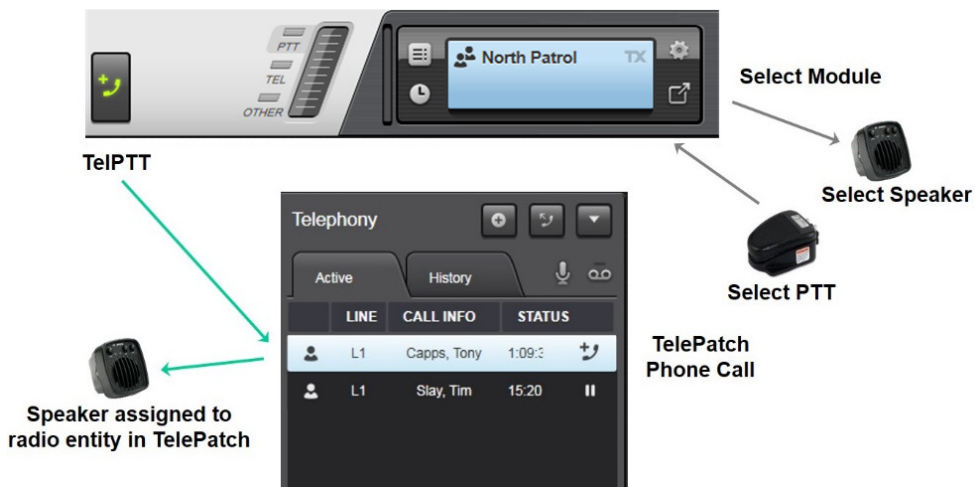 PTT
TEL
OTHER
North Patrol TX
Select Module
TelPTT
Select Speaker
Select PTT
Telephony
Active History
LINE CALL INFO STATUS
L1 Capps, Tony 1:09:
L1 Slay, Tim 15:20
TelePatch
Phone Call
Speaker assigned to
radio entity in TelePatch